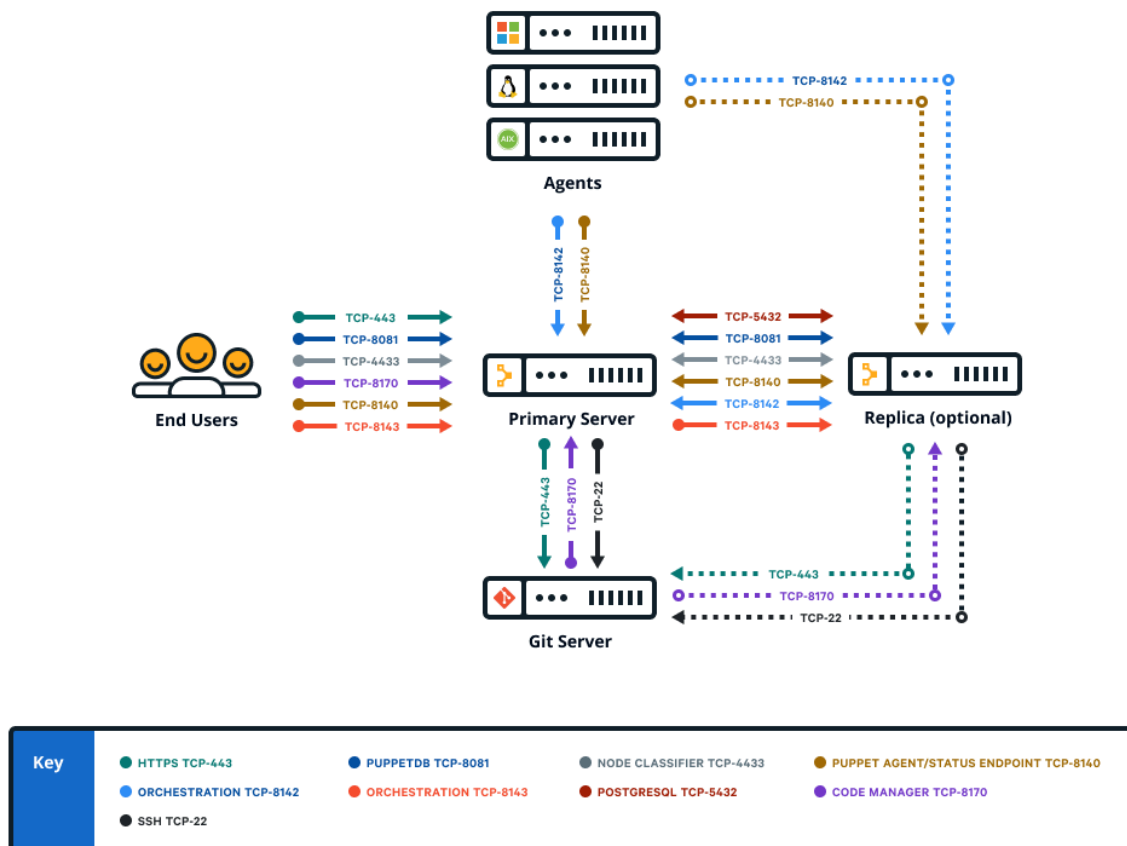 TCP-8142
TCP-8140
AIX
Agents
TCP-8142
TCP-8140
TCP-443
TCP-8081
TCP-4433
TCP-8170
TCP-8140
TCP-8143
TCP-5432
TCP-8081
TCP-4433
TCP-8140
TCP-8142
TCP-8143
End Users
Primary Server
Replica (optional)
TCP-443
TCP-8170
TCP-22
TCP-443
TCP-8170
TCP-22
Git Server
Key
HTTPS TCP-443
PUPPETDB TCP-8081
NODE CLASSIFIER TCP-4433
PUPPET AGENT/STATUS ENDPOINT TCP-8140
ORCHESTRATION TCP-8142
ORCHESTRATION TCP-8143
POSTGRESQL TCP-5432
CODE MANAGER TCP-8170
SSH TCP-22